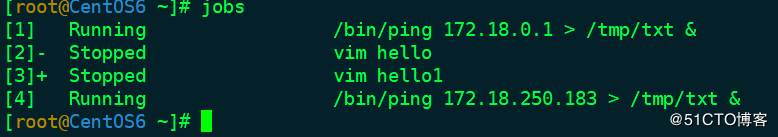 [root@CentOS6 ~]# jobs
[1]   Running                 /bin/ping 172.18.0.1 > /tmp/txt &
[2]-  Stopped                 vim hello
[3]+  Stopped                 vim hello1
[4]   Running                 /bin/ping 172.18.250.183 > /tmp/txt &
[root@CentOS6 ~]#
@51CTO博客